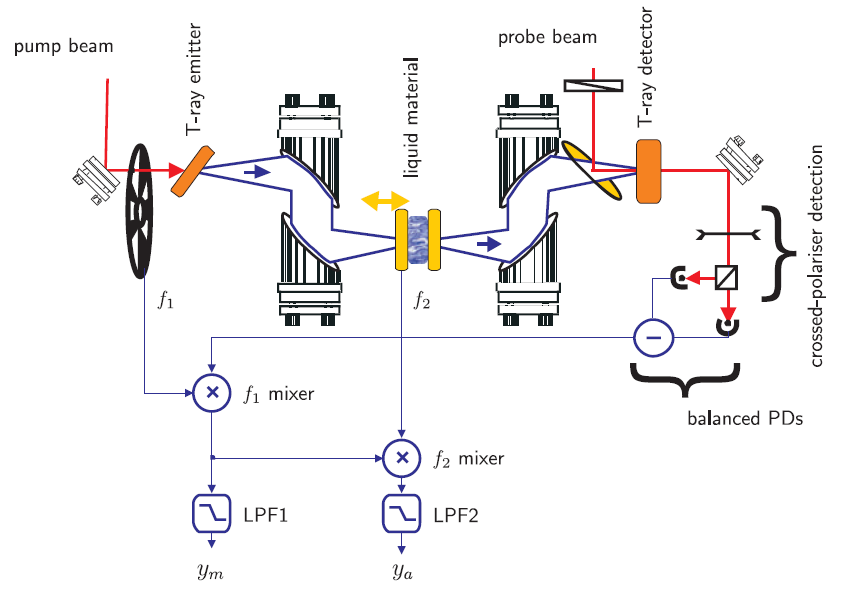 pump beam
T-ray emitter
liquid material
probe beam
T-ray detector
crossed-polariser detection
f₁
f₂
−
balanced PDs
×
f₁ mixer
×
f₂ mixer
LPF1
LPF2
yₘ
yₐ